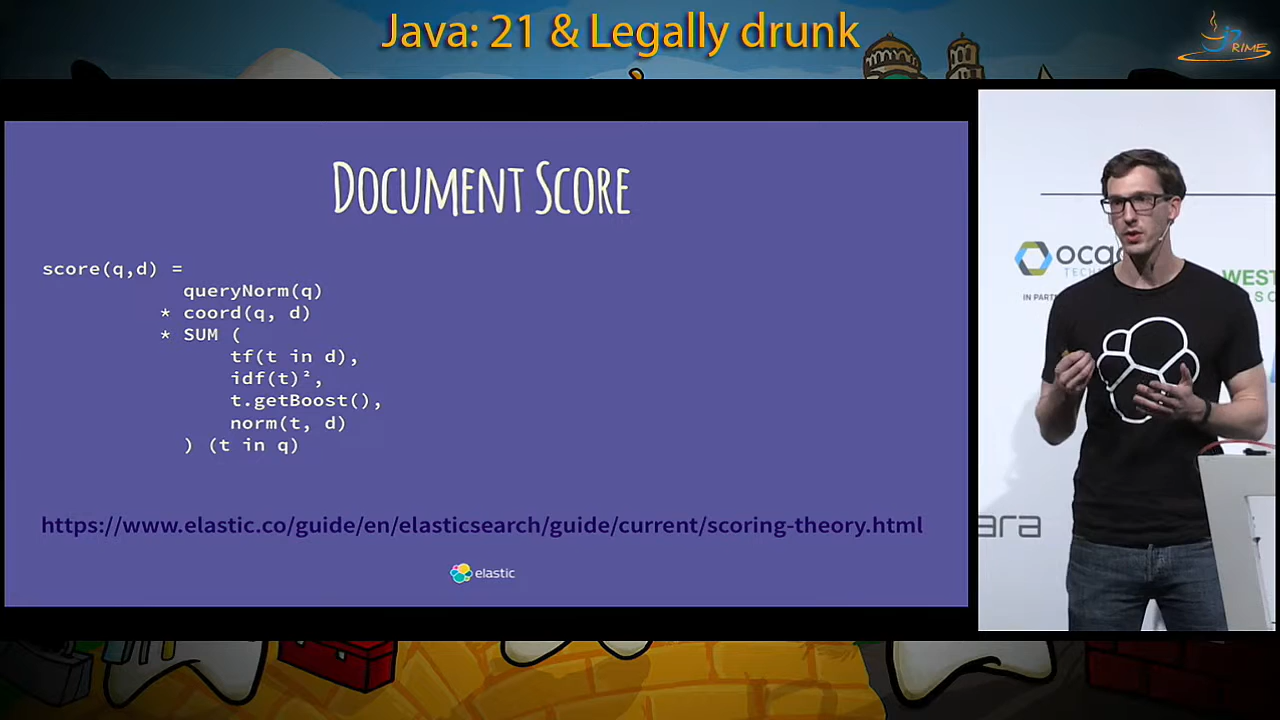 Java: 21 & Legally drunk
PRIME
DOCUMENT SCORE
score(q,d) =
queryNorm(q)
* coord(q, d)
* SUM (
tf(t in d),
idf(t)²,
t.getBoost(),
norm(t, d)
) (t in q)
https://www.elastic.co/guide/en/elasticsearch/guide/current/scoring-theory.html
elastic